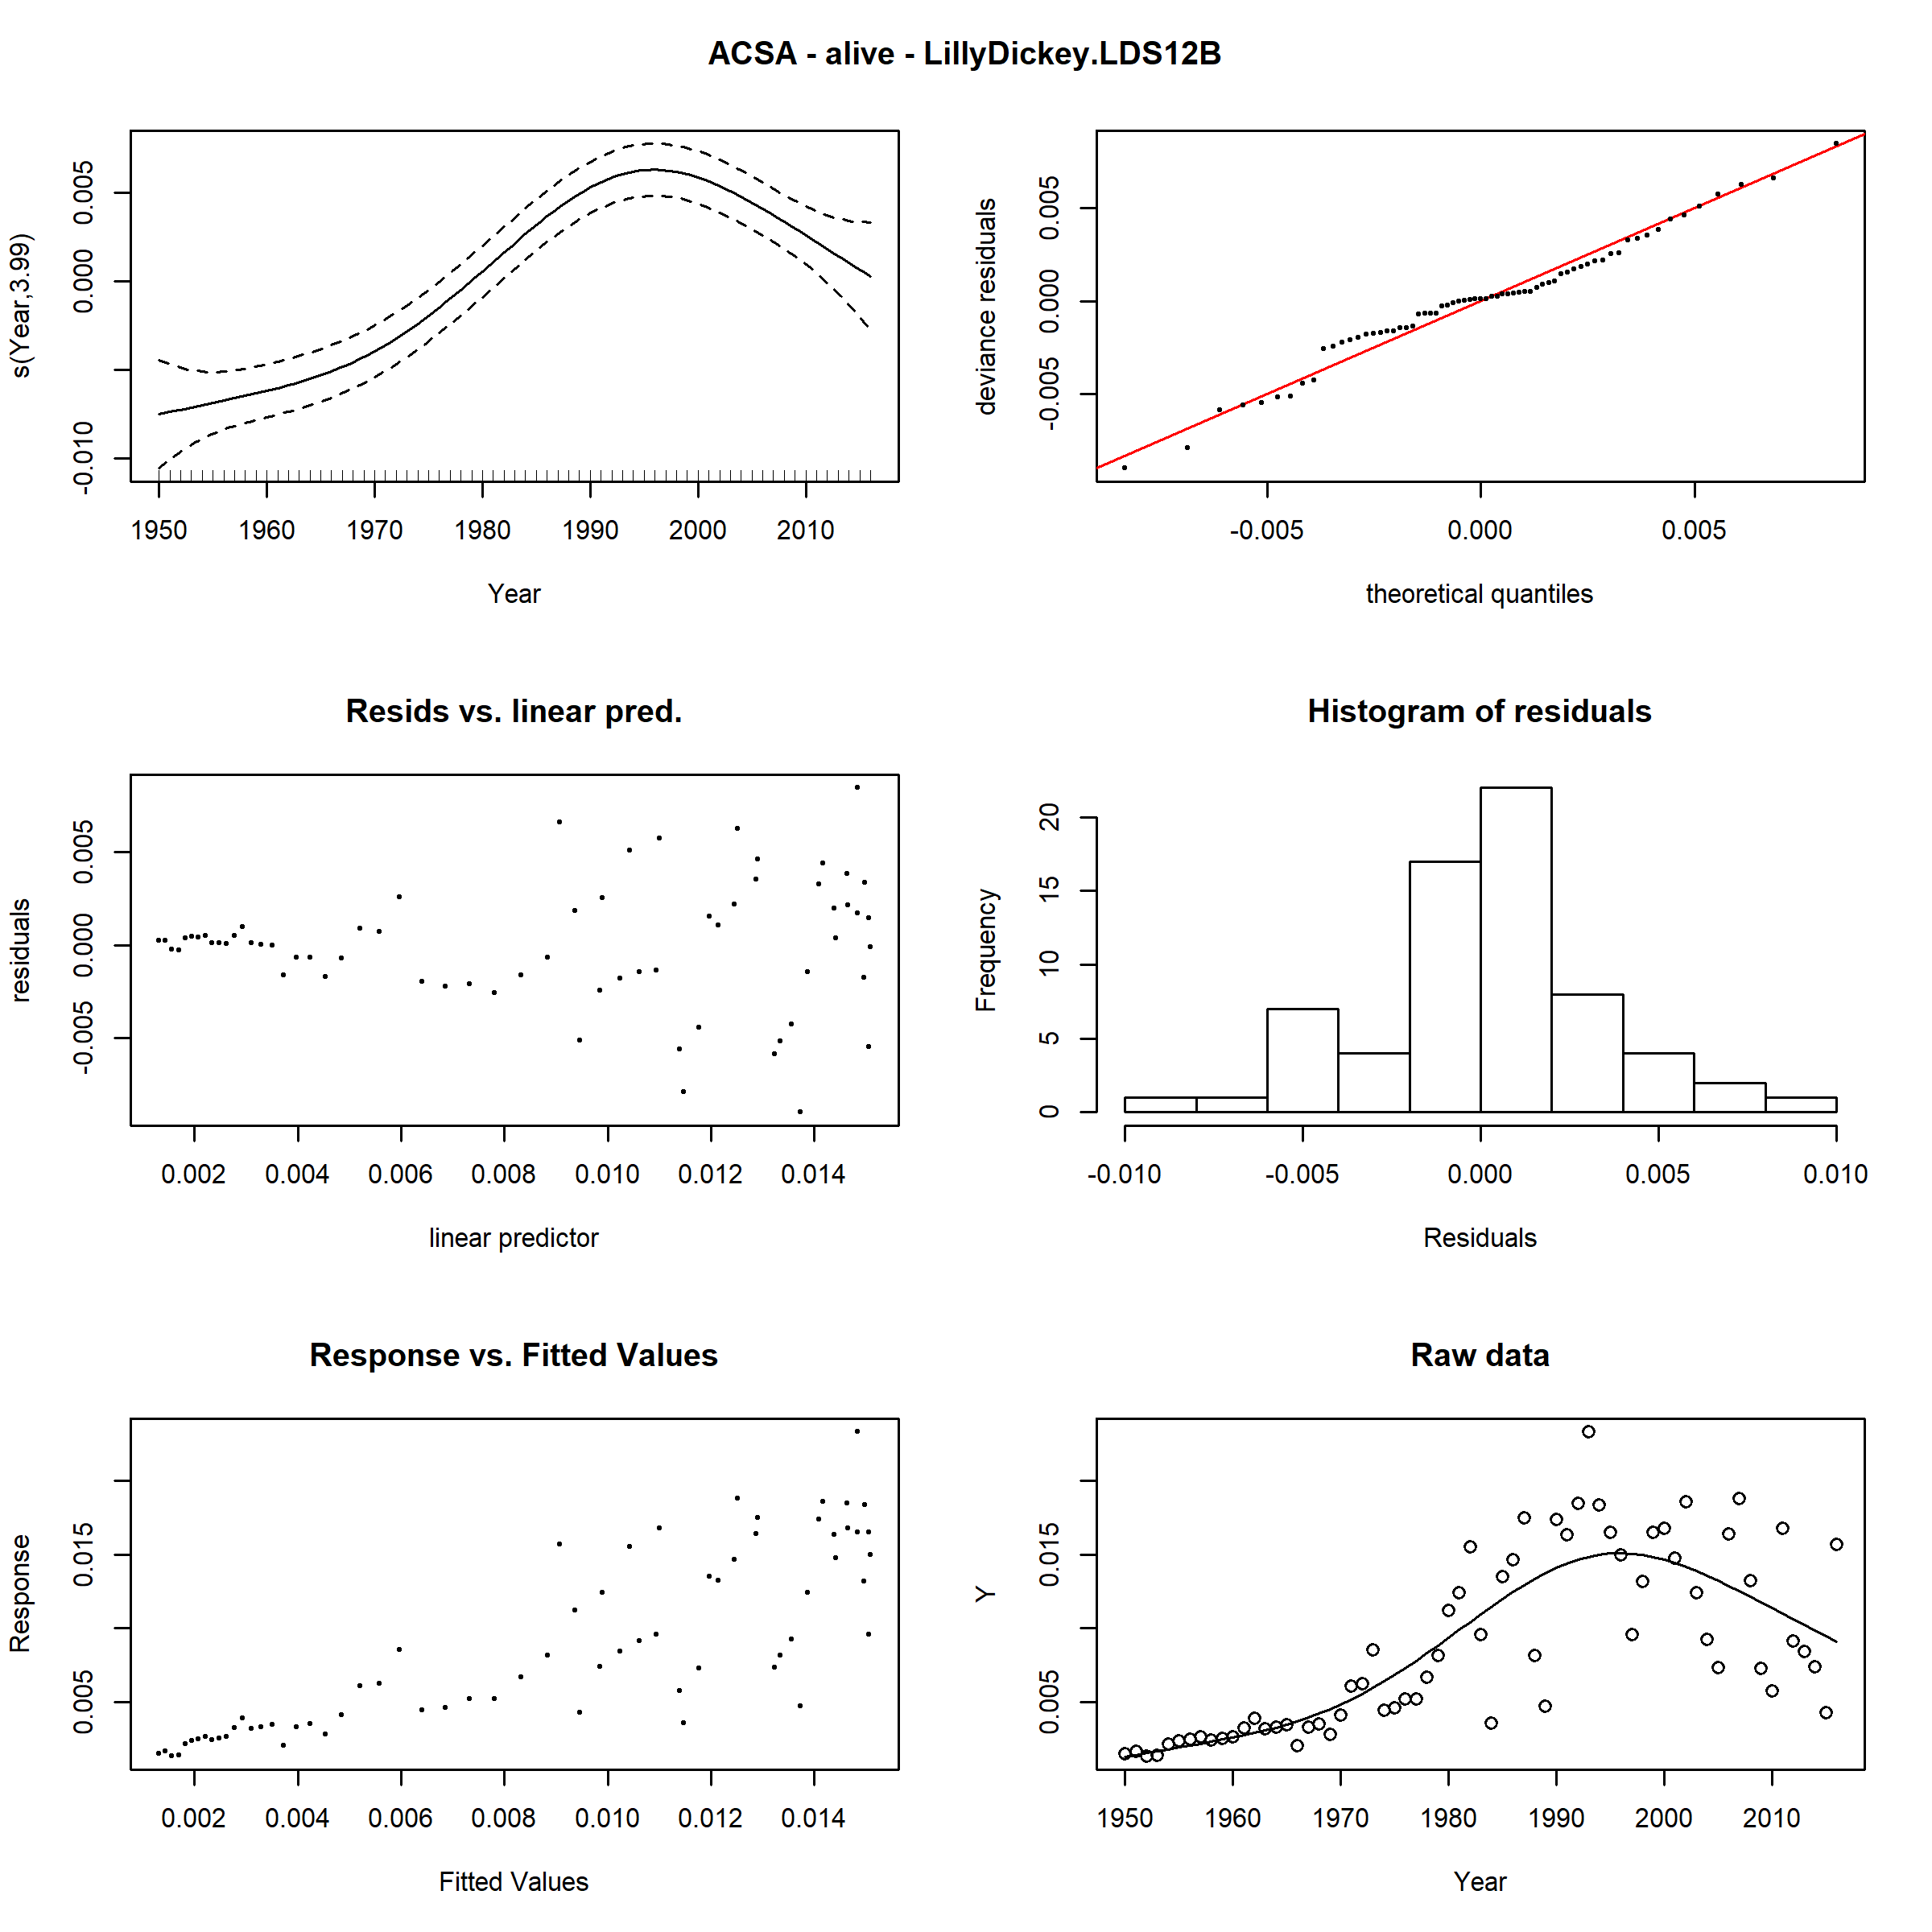 ACSA - alive - LillyDickey.LDS12B
s(Year,3.99)
-0.010 0.000 0.005
1950 1960 1970 1980 1990 2000 2010
Year
deviance residuals
-0.005 0.000 0.005
-0.005 0.000 0.005
theoretical quantiles
Resids vs. linear pred.
residuals
-0.005 0.000 0.005
0.002 0.004 0.006 0.008 0.010 0.012 0.014
linear predictor
Histogram of residuals
Frequency
0 5 10 15 20
-0.010 -0.005 0.000 0.005 0.010
Residuals
Response vs. Fitted Values
Response
0.005 0.015
0.002 0.004 0.006 0.008 0.010 0.012 0.014
Fitted Values
Raw data
Y
0.005 0.015
1950 1960 1970 1980 1990 2000 2010
Year